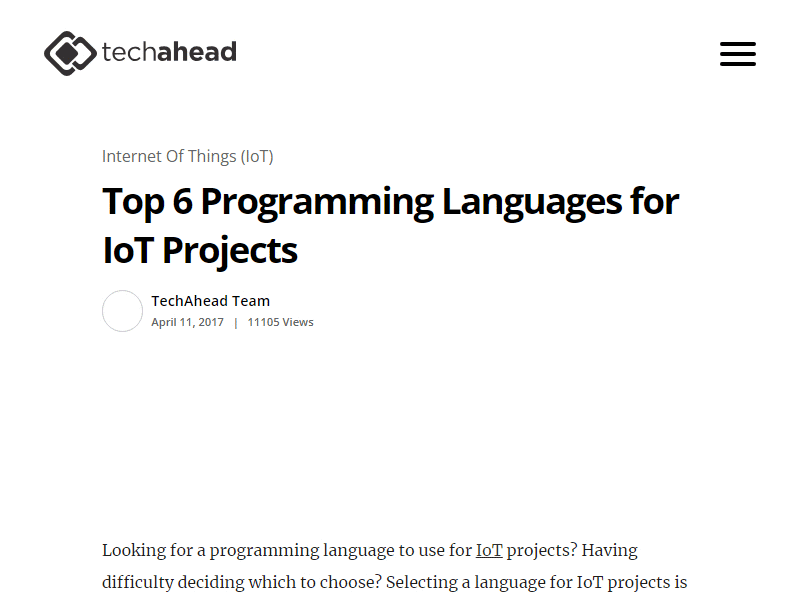 techahead
Internet Of Things (IoT)
Top 6 Programming Languages for
IoT Projects
TechAhead Team
April 11, 2017 | 11105 Views
Looking for a programming language to use for IoT projects? Having
difficulty deciding which to choose? Selecting a language for IoT projects is